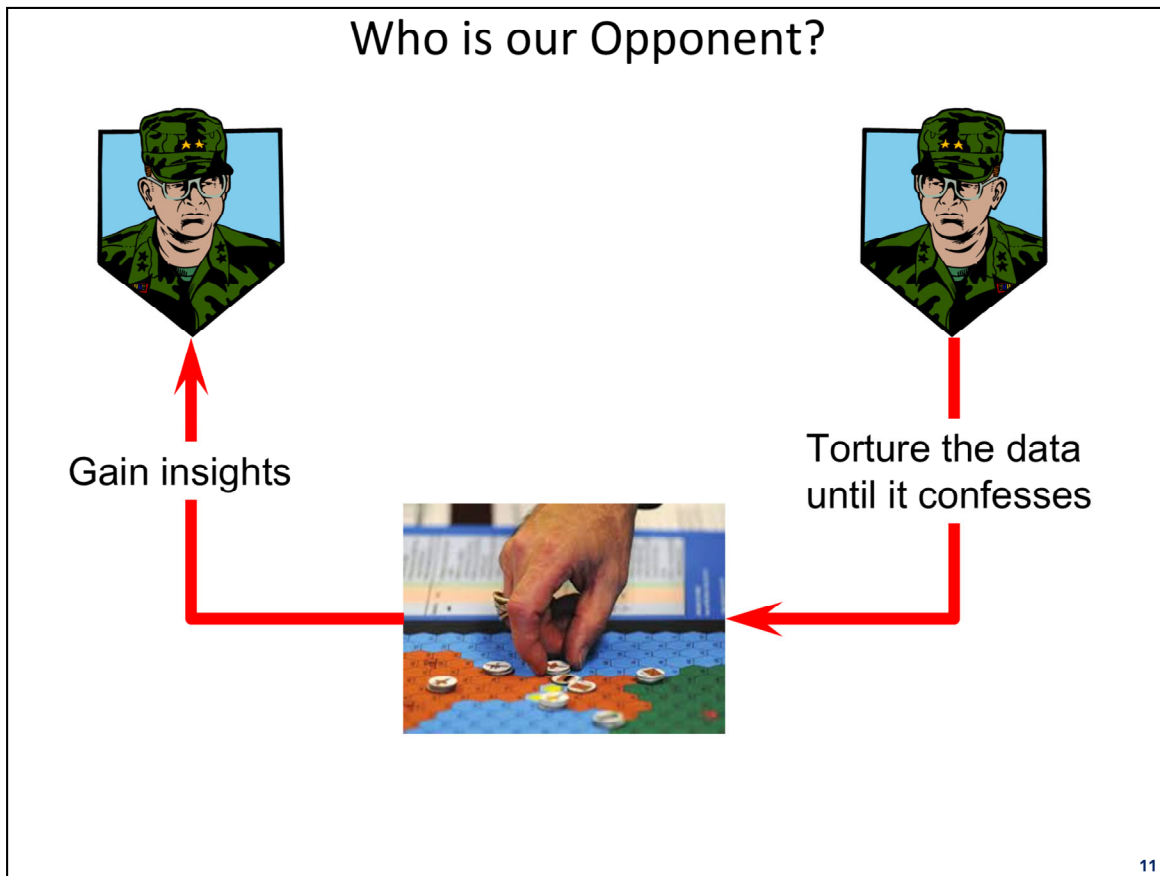 Who is our Opponent?
Gain insights
Torture the data
until it confesses
11